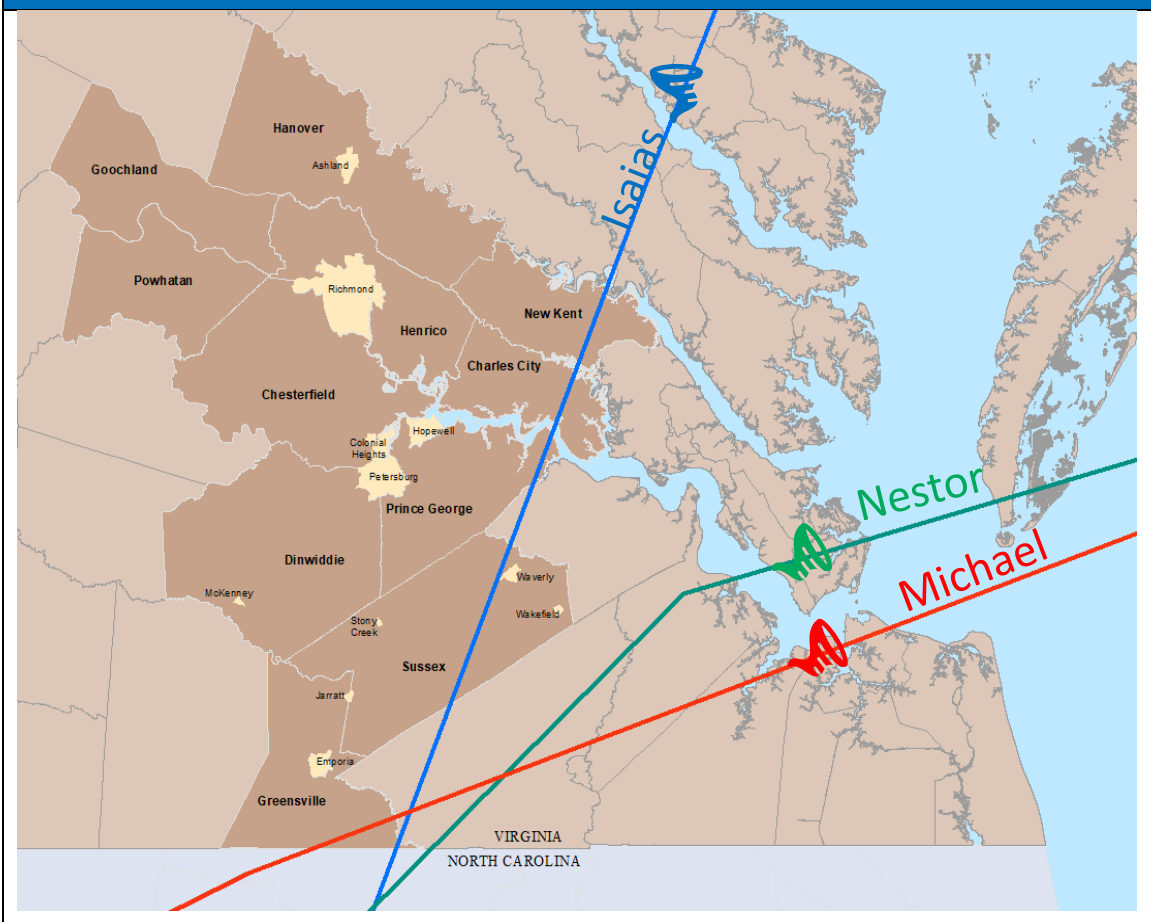 Hanover
Ashland
Goochland
Isaias
Powhatan
Richmond
New Kent
Henrico
Charles City
Chesterfield
Hopewell
Colonial
Heights
Petersburg
Nestor
Prince George
Dinwiddie
Michael
Waverly
McKenney
Wakefield
Stony
Creek
Sussex
Jarratt
Emporia
Greensville
VIRGINIA
NORTH CAROLINA